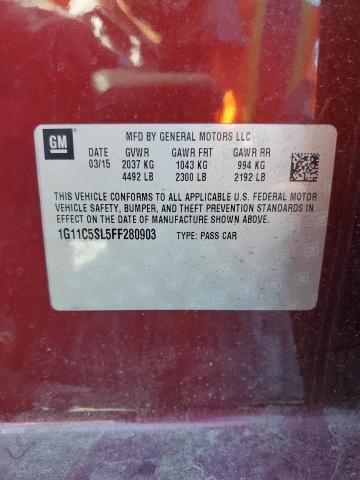 GM
MFD BY GENERAL MOTORS LLC
DATE GVWR GAWR FRT GAWR RR
03/15 2037 KG 1043 KG 994 KG
4492 LB 2300 LB 2192 LB
THIS VEHICLE CONFORMS TO ALL APPLICABLE U.S. FEDERAL MOTOR
VEHICLE SAFETY, BUMPER, AND THEFT PREVENTION STANDARDS IN
EFFECT ON THE DATE OF MANUFACTURE SHOWN ABOVE.
1G11C5SL5FF280903 TYPE: PASS CAR